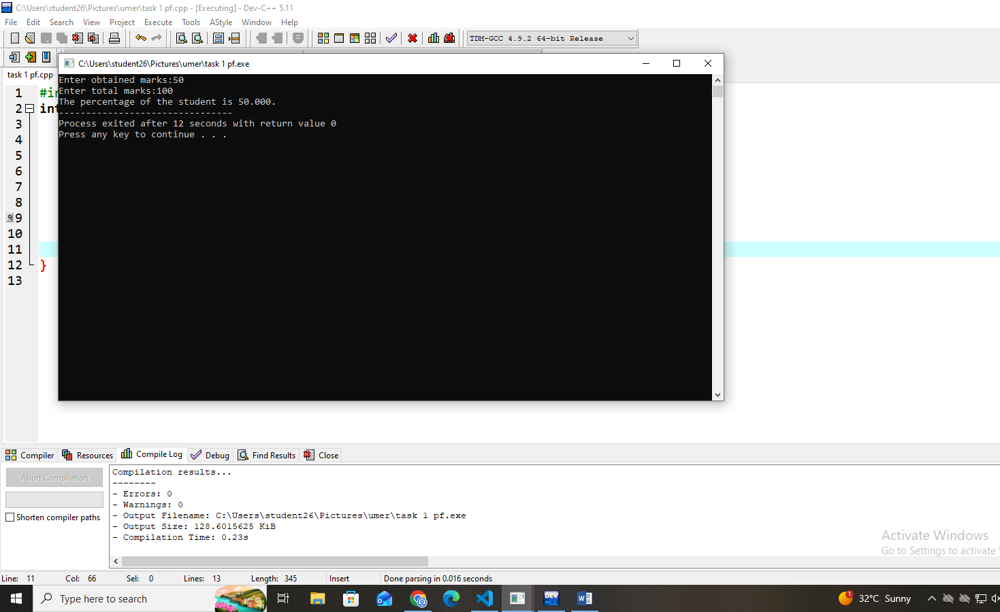 C:\Users\student26\Pictures\umer\task 1 pf.cpp - [Executing] - Dev-C++ 5.11
File Edit Search View Project Execute Tools AStyle Window Help
TDM-GCC 4.9.2 64-bit Release
C:\Users\student26\Pictures\umer\task 1 pf.exe
task 1 pf.cpp
Enter obtained marks:50
Enter total marks:100
The percentage of the student is 50.000.
--------------------------------
Process exited after 12 seconds with return value 0
Press any key to continue . . .
1 #in
2 int
3
4
5
6
7
8
9
10
11
12 }
13
Compiler Resources Compile Log Debug Find Results Close
Abort Compilation
Shorten compiler paths
Compilation results...
--------
- Errors: 0
- Warnings: 0
- Output Filename: C:\Users\student26\Pictures\umer\task 1 pf.exe
- Output Size: 128.6015625 KiB
- Compilation Time: 0.23s
Activate Windows
Go to Settings to activate
Line: 11 Col: 66 Sel: 0 Lines: 13 Length: 345 Insert Done parsing in 0.016 seconds
Type here to search
DEV
1
32°C Sunny